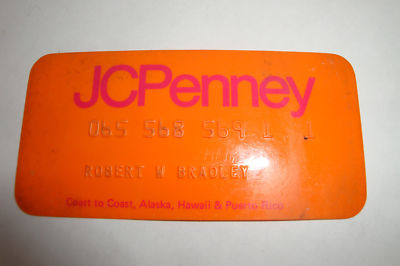 JCPenney
065 568 569 1 1
ROBERT W BRADLEY
Coast to Coast, Alaska, Hawaii & Puerto Rico